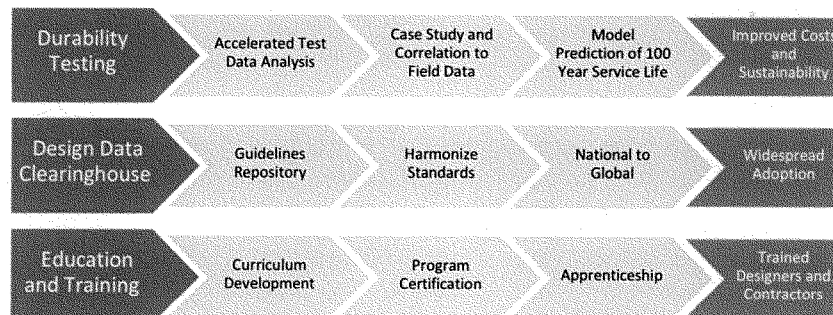 Durability
Testing
Accelerated Test
Data Analysis
Case Study and
Correlation to
Field Data
Model
Prediction of 100
Year Service Life
Improved Costs
and
Sustainability
Design Data
Clearinghouse
Guidelines
Repository
Harmonize
Standards
National to
Global
Widespread
Adoption
Education
and Training
Curriculum
Development
Program
Certification
Apprenticeship
Trained
Designers and
Contractors